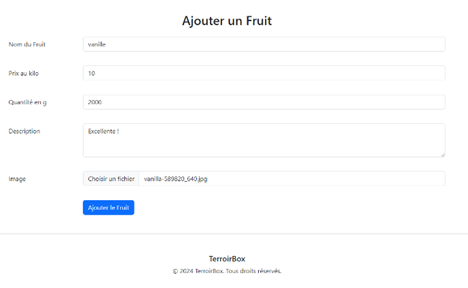 Ajouter un Fruit
Nom du Fruit
vanille
Prix au kilo
10
Quantité en g
2000
Description
Excellente !
Image
Choisir un fichier vanilla-589820_640.jpg
Ajouter le Fruit
TerroirBox
© 2024 TerroirBox. Tous droits réservés.